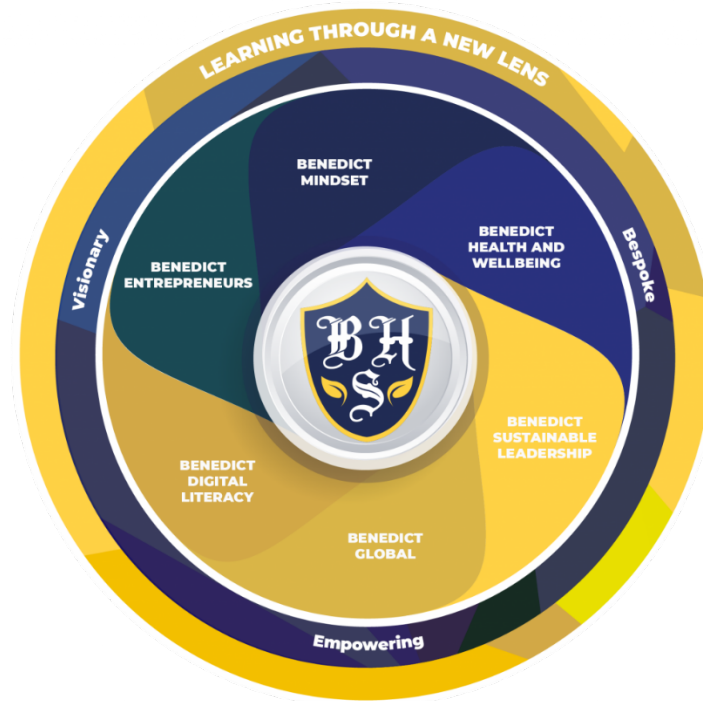 LEARNING THROUGH A NEW LENS
Visionary
Bespoke
Empowering
BENEDICT
MINDSET
BENEDICT
HEALTH AND
WELLBEING
BENEDICT
SUSTAINABLE
LEADERSHIP
BENEDICT
GLOBAL
BENEDICT
DIGITAL
LITERACY
BENEDICT
ENTREPRENEURS
B H
S